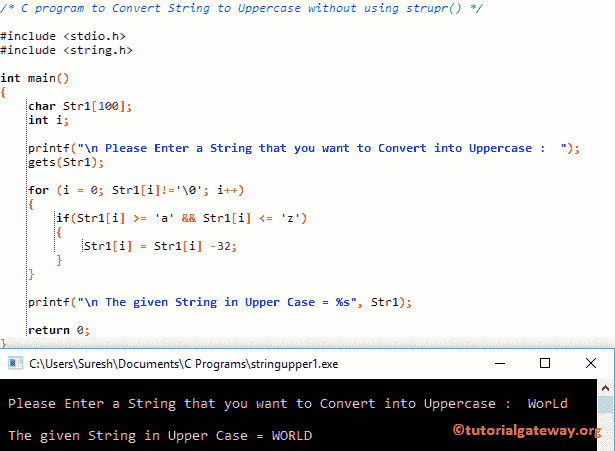 /* C program to Convert String to Uppercase without using strupr() */
#include <stdio.h>
#include <string.h>
int main()
{
char Str1[100];
int i;
printf("\n Please Enter a String that you want to Convert into Uppercase :  ");
gets(Str1);
for (i = 0; Str1[i]!='\0'; i++)
{
if(Str1[i] >= 'a' && Str1[i] <= 'z')
{
Str1[i] = Str1[i] -32;
}
}
printf("\n The given String in Upper Case = %s", Str1);
return 0;
}
C:\Users\Suresh\Documents\C Programs\stringupper1.exe
Please Enter a String that you want to Convert into Uppercase :  WorLd
©tutorialgateway.org
The given String in Upper Case = WORLD